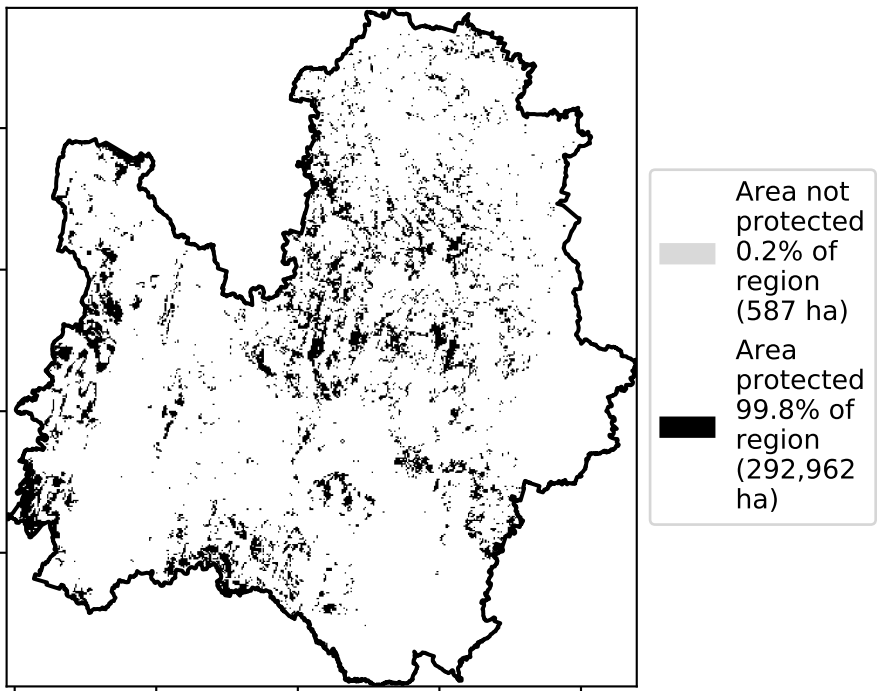 Area not
protected
0.2% of
region
(587 ha)
Area
protected
99.8% of
region
(292,962
ha)